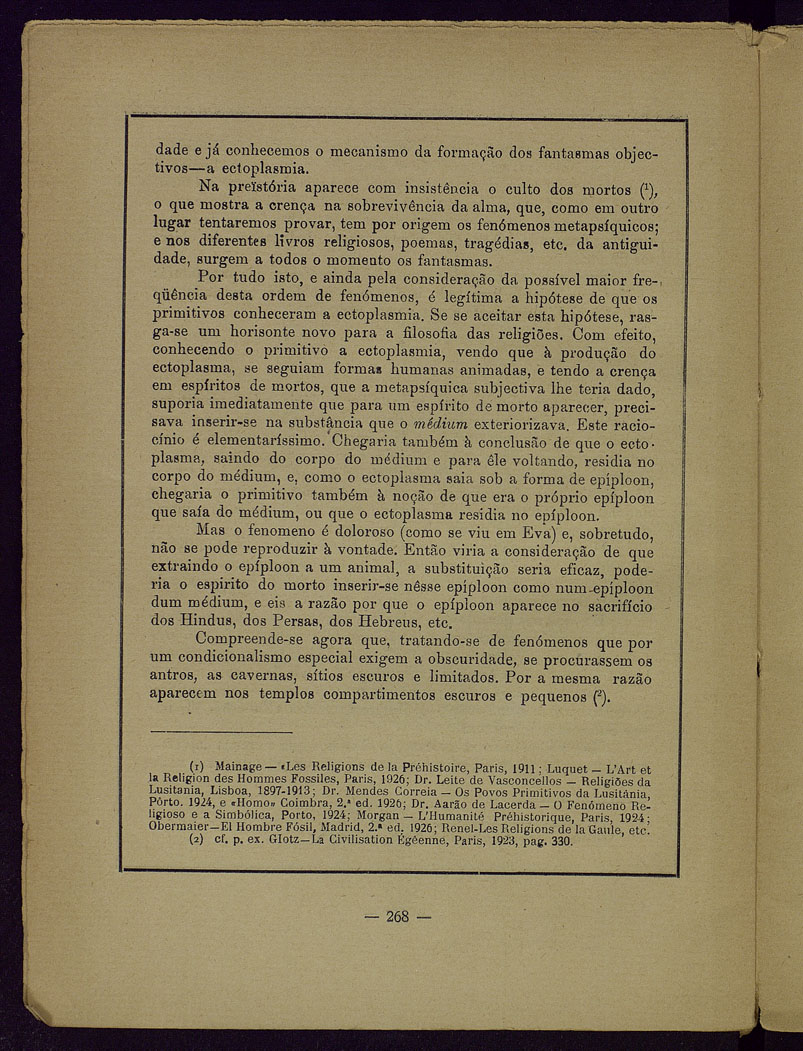 dade e já conhecemos o mecanismo da formação dos fantasmas objec-
tivos—a ectoplasmia.
Na preïstória aparece com insistência o culto dos mortos (¹),
o que mostra a crença na sobrevivência da alma, que, como em outro
lugar tentaremos provar, tem por origem os fenómenos metapsíquicos;
e nos diferentes livros religiosos, poemas, tragédias, etc. da antigui-
dade, surgem a todos o momento os fantasmas.
Por tudo isto, e ainda pela consideração da possível maior fre-
qüência desta ordem de fenómenos, é legítima a hipótese de que os
primitivos conheceram a ectoplasmia. Se se aceitar esta hipótese, ras-
ga-se um horisonte novo para a filosofia das religiões. Com efeito,
conhecendo o primitivo a ectoplasmia, vendo que à produção do
ectoplasma, se seguiam formas humanas animadas, e tendo a crença
em espíritos de mortos, que a metapsíquica subjectiva lhe teria dado,
suporia imediatamente que para um espírito de morto aparecer, preci-
sava inserir-se na substância que o médium exteriorizava. Este racio-
cínio é elementaríssimo. Chegaria também à conclusão de que o ecto-
plasma, saindo do corpo do médium e para êle voltando, residia no
corpo do médium, e, como o ectoplasma saia sob a forma de epíploon,
chegaria o primitivo também à noção de que era o próprio epíploon
que saía do médium, ou que o ectoplasma residia no epíploon.
Mas o fenomeno é doloroso (como se viu em Eva) e, sobretudo,
não se pode reproduzir à vontade. Então viria a consideração de que
extraindo o epíploon a um animal, a substituição seria eficaz, pode-
ria o espirito do morto inserir-se nêsse epíploon como num epíploon
dum médium, e eis a razão por que o epíploon aparece no sacrifício
dos Hindus, dos Persas, dos Hebreus, etc.
Compreende-se agora que, tratando-se de fenómenos que por
um condicionalismo especial exigem a obscuridade, se procurassem os
antros, as cavernas, sítios escuros e limitados. Por a mesma razão
aparecem nos templos compartimentos escuros e pequenos (²).
(1) Mainage — «Les Religions de la Préhistoire, Paris, 1911; Luquet — L'Art et
la Religion des Hommes Fossiles, Paris, 1926; Dr. Leite de Vasconcellos — Religiões da
Lusitania, Lisboa, 1897-1913; Dr. Mendes Correia — Os Povos Primitivos da Lusitânia,
Pôrto. 1924, e «Homo» Coimbra, 2.ª ed. 1926; Dr. Aarão de Lacerda — O Fenómeno Re-
ligioso e a Simbólica, Porto, 1924; Morgan — L'Humanité Préhistorique, Paris, 1924;
Obermaier—El Hombre Fósil, Madrid, 2.ª ed. 1926; Renel-Les Religions de la Gaule, etc.
(2) cf. p. ex. Glotz—La Civilisation Égéenne, Paris, 1923, pag. 330.
— 268 —